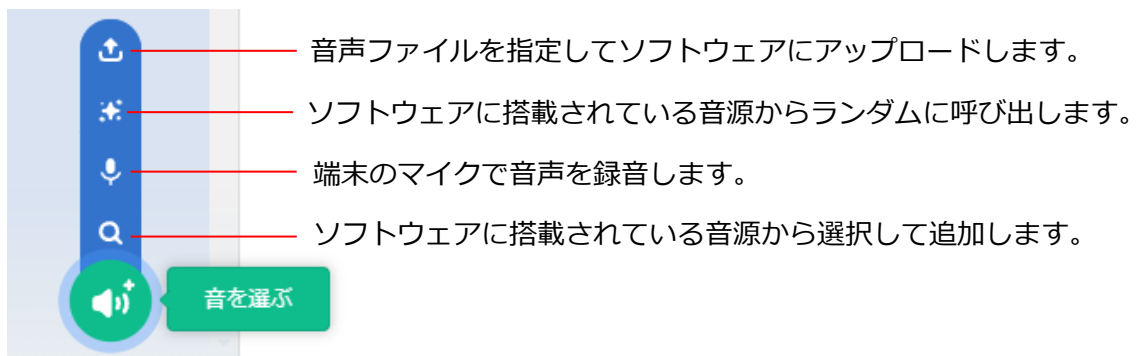 音声ファイルを指定してソフトウェアにアップロードします。
ソフトウェアに搭載されている音源からランダムに呼び出します。
端末のマイクで音声を録音します。
ソフトウェアに搭載されている音源から選択して追加します。
音を選ぶ